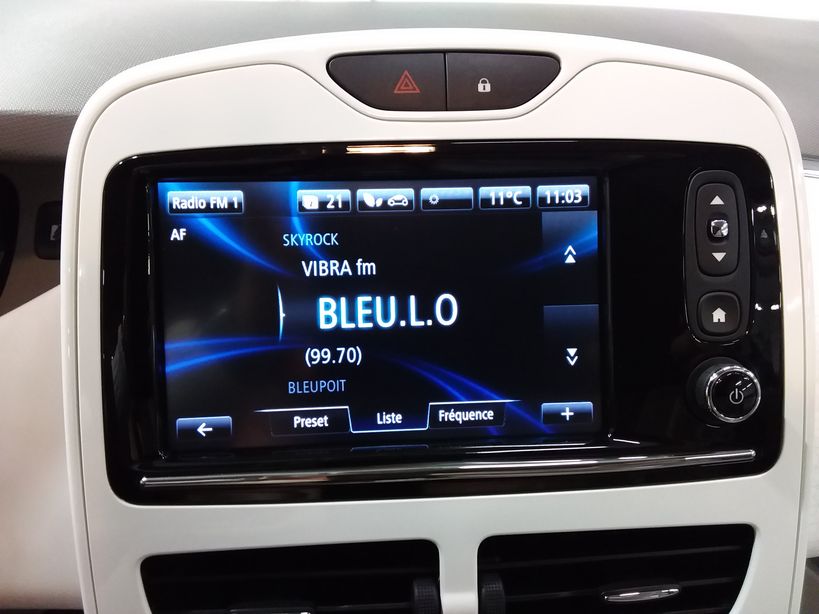 Radio FM 1 21 11°C 11:03
AF
SKYROCK
VIBRA fm
BLEU.L.O
(99.70)
BLEUPOIT
Preset Liste Fréquence +